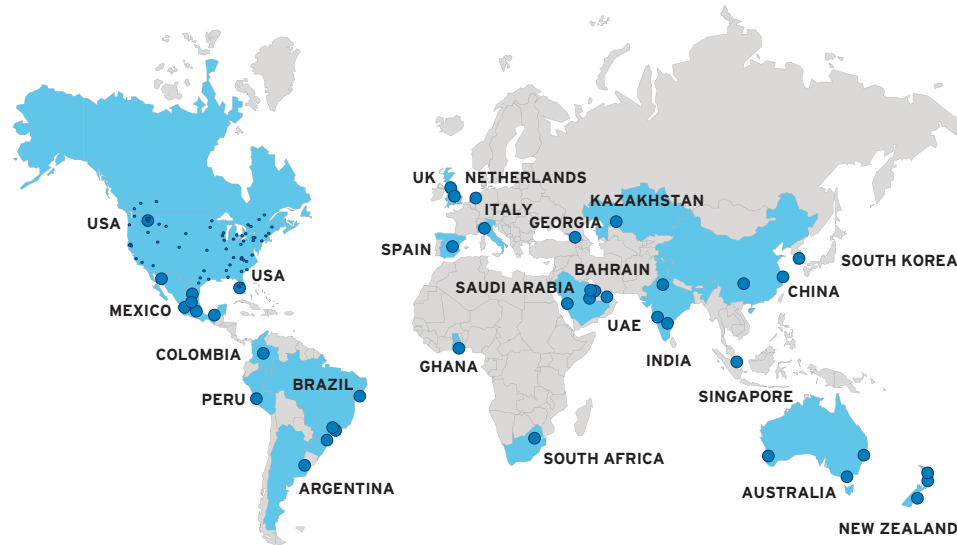 UK
NETHERLANDS
KAZAKHSTAN
ITALY
USA
GEORGIA
SPAIN
SOUTH KOREA
USA
BAHRAIN
SAUDI ARABIA
CHINA
MEXICO
UAE
COLOMBIA
INDIA
GHANA
BRAZIL
PERU
SINGAPORE
SOUTH AFRICA
ARGENTINA
AUSTRALIA
NEW ZEALAND